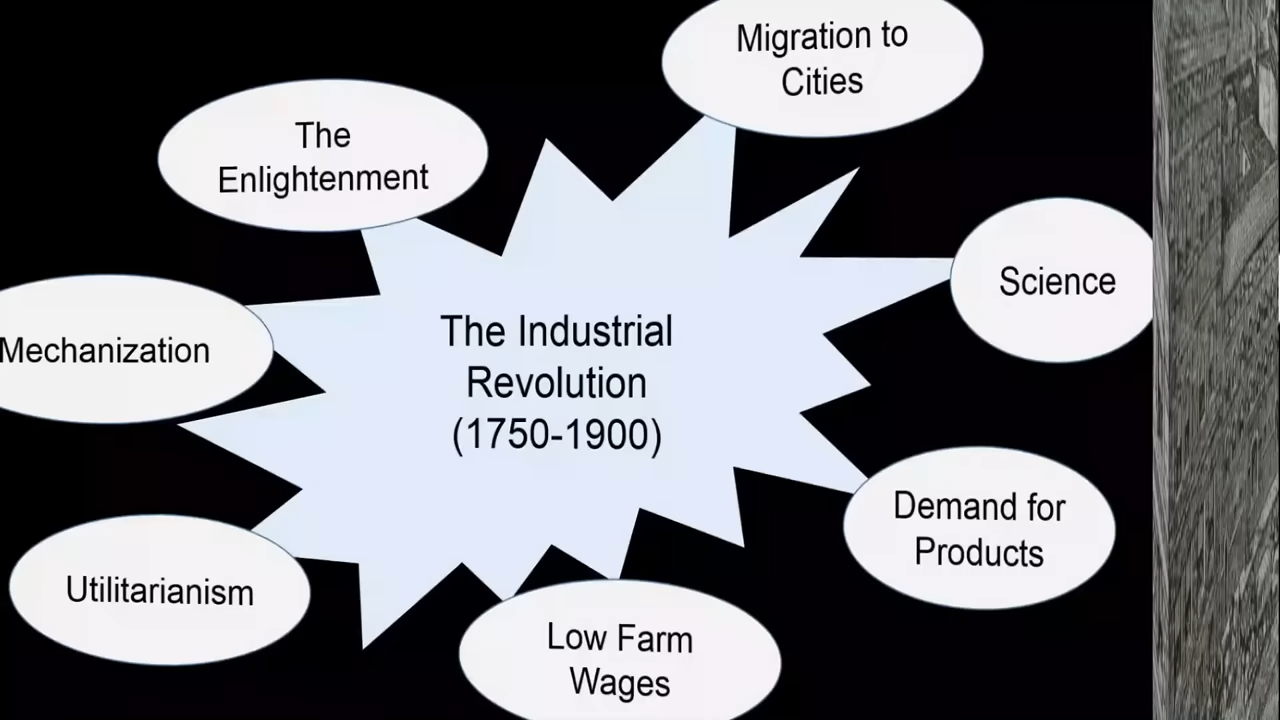 Migration to
Cities
The
Enlightenment
Science
Mechanization
The Industrial
Revolution
(1750-1900)
Demand for
Products
Utilitarianism
Low Farm
Wages